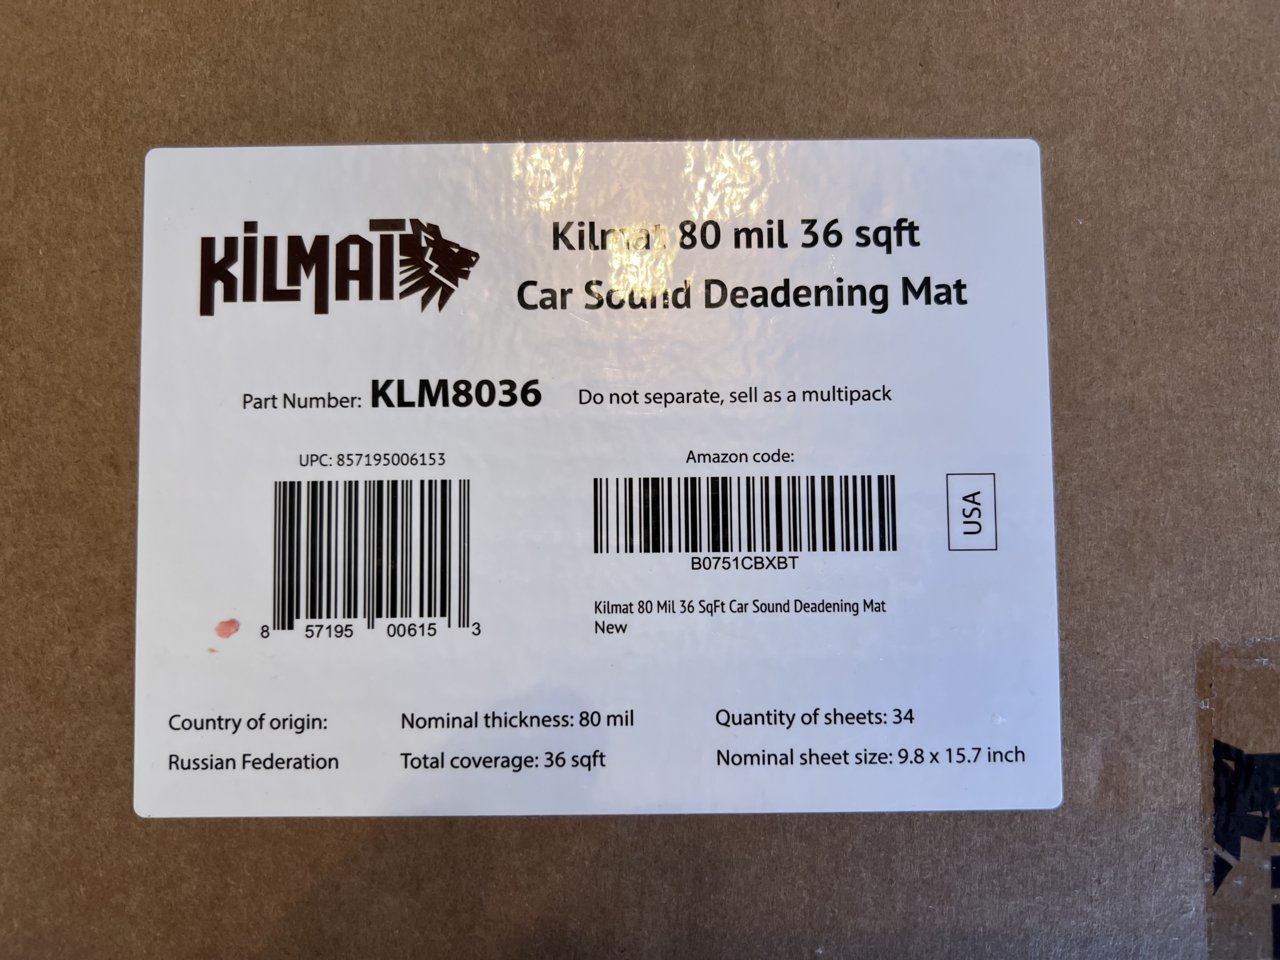 KILMAT
Kilmat 80 mil 36 sqft
Car Sound Deadening Mat
Part Number: KLM8036
Do not separate, sell as a multipack
UPC: 857195006153
8 57195 00615 3
Amazon code:
B0751CBXBT
Kilmat 80 Mil 36 SqFt Car Sound Deadening Mat
New
USA
Country of origin:
Russian Federation
Nominal thickness: 80 mil
Total coverage: 36 sqft
Quantity of sheets: 34
Nominal sheet size: 9.8 x 15.7 inch